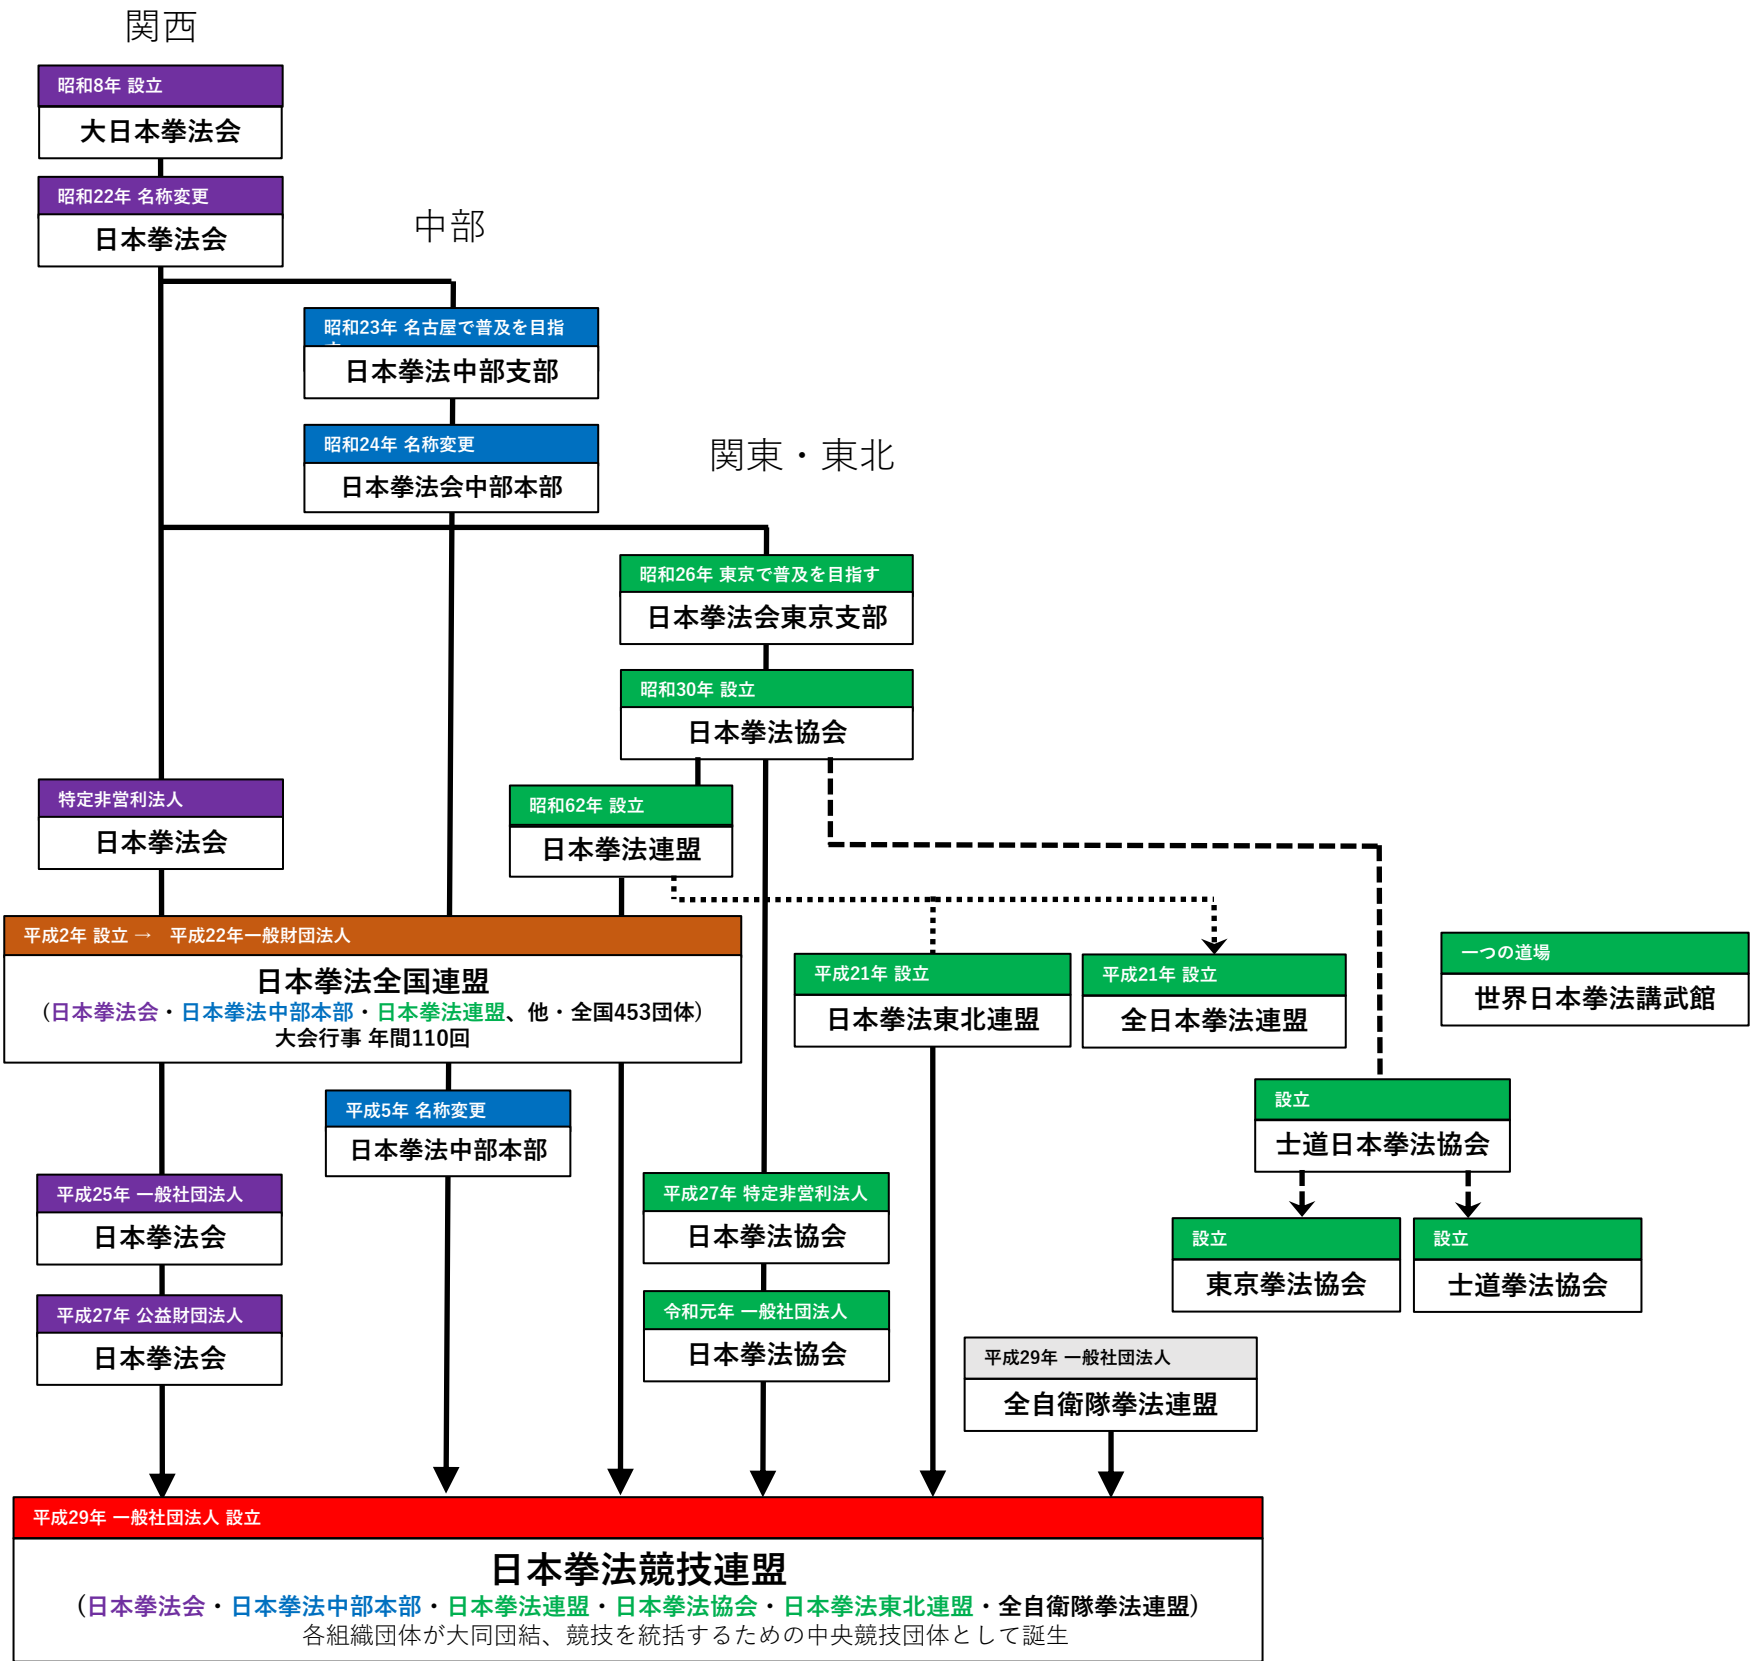 関西
昭和8年 設立
大日本拳法会
昭和22年 名称変更
日本拳法会
中部
昭和23年 名古屋で普及を目指
日本拳法中部支部
昭和24年 名称変更
日本拳法会中部本部
関東・東北
昭和26年 東京で普及を目指す
日本拳法会東京支部
昭和30年 設立
日本拳法協会
特定非営利法人
日本拳法会
昭和62年 設立
日本拳法連盟
平成2年 設立 → 平成22年一般財団法人
日本拳法全国連盟
(日本拳法会・日本拳法中部本部・日本拳法連盟、他・全国453団体)
大会行事 年間110回
平成21年 設立
日本拳法東北連盟
平成21年 設立
全日本拳法連盟
一つの道場
世界日本拳法講武館
設立
士道日本拳法協会
平成5年 名称変更
日本拳法中部本部
平成25年 一般社団法人
日本拳法会
平成27年 特定非営利法人
日本拳法協会
設立
東京拳法協会
設立
士道拳法協会
平成27年 公益財団法人
日本拳法会
令和元年 一般社団法人
日本拳法協会
平成29年 一般社団法人
全自衛隊拳法連盟
平成29年 一般社団法人 設立
日本拳法競技連盟
(日本拳法会・日本拳法中部本部・日本拳法連盟・日本拳法協会・日本拳法東北連盟・全自衛隊拳法連盟)
各組織団体が大同団結、競技を統括するための中央競技団体として誕生